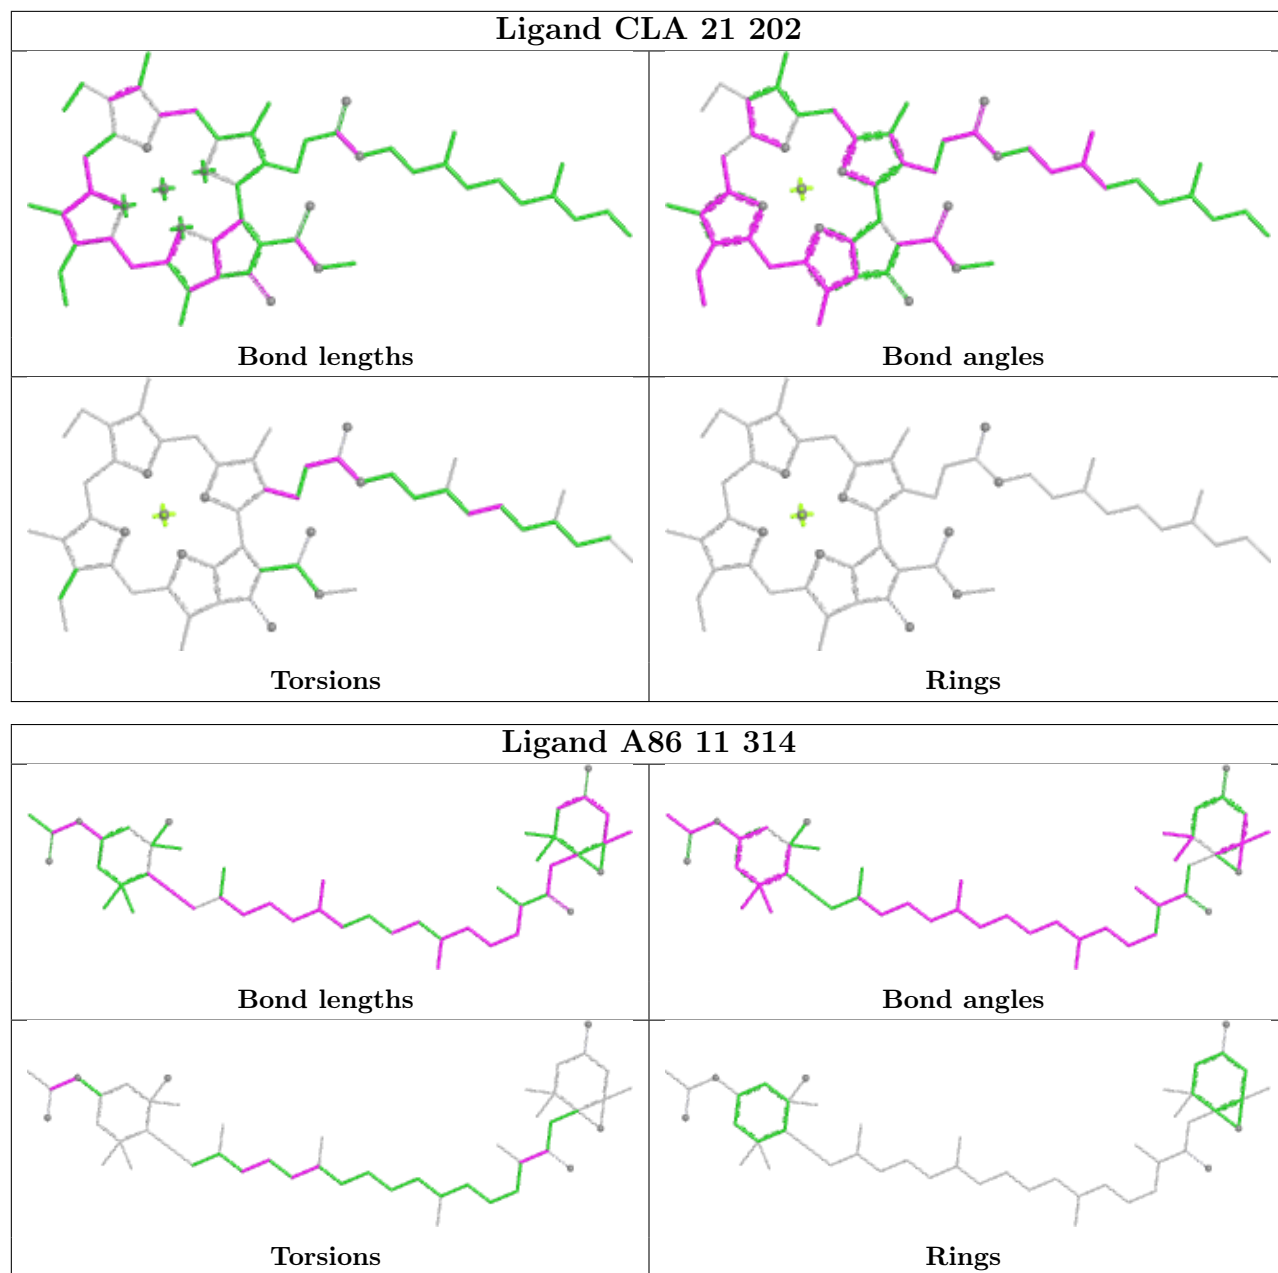 Ligand CLA 21 202
Bond lengths
Bond angles
Torsions
Rings
Ligand A86 11 314
Bond lengths
Bond angles
Torsions
Rings